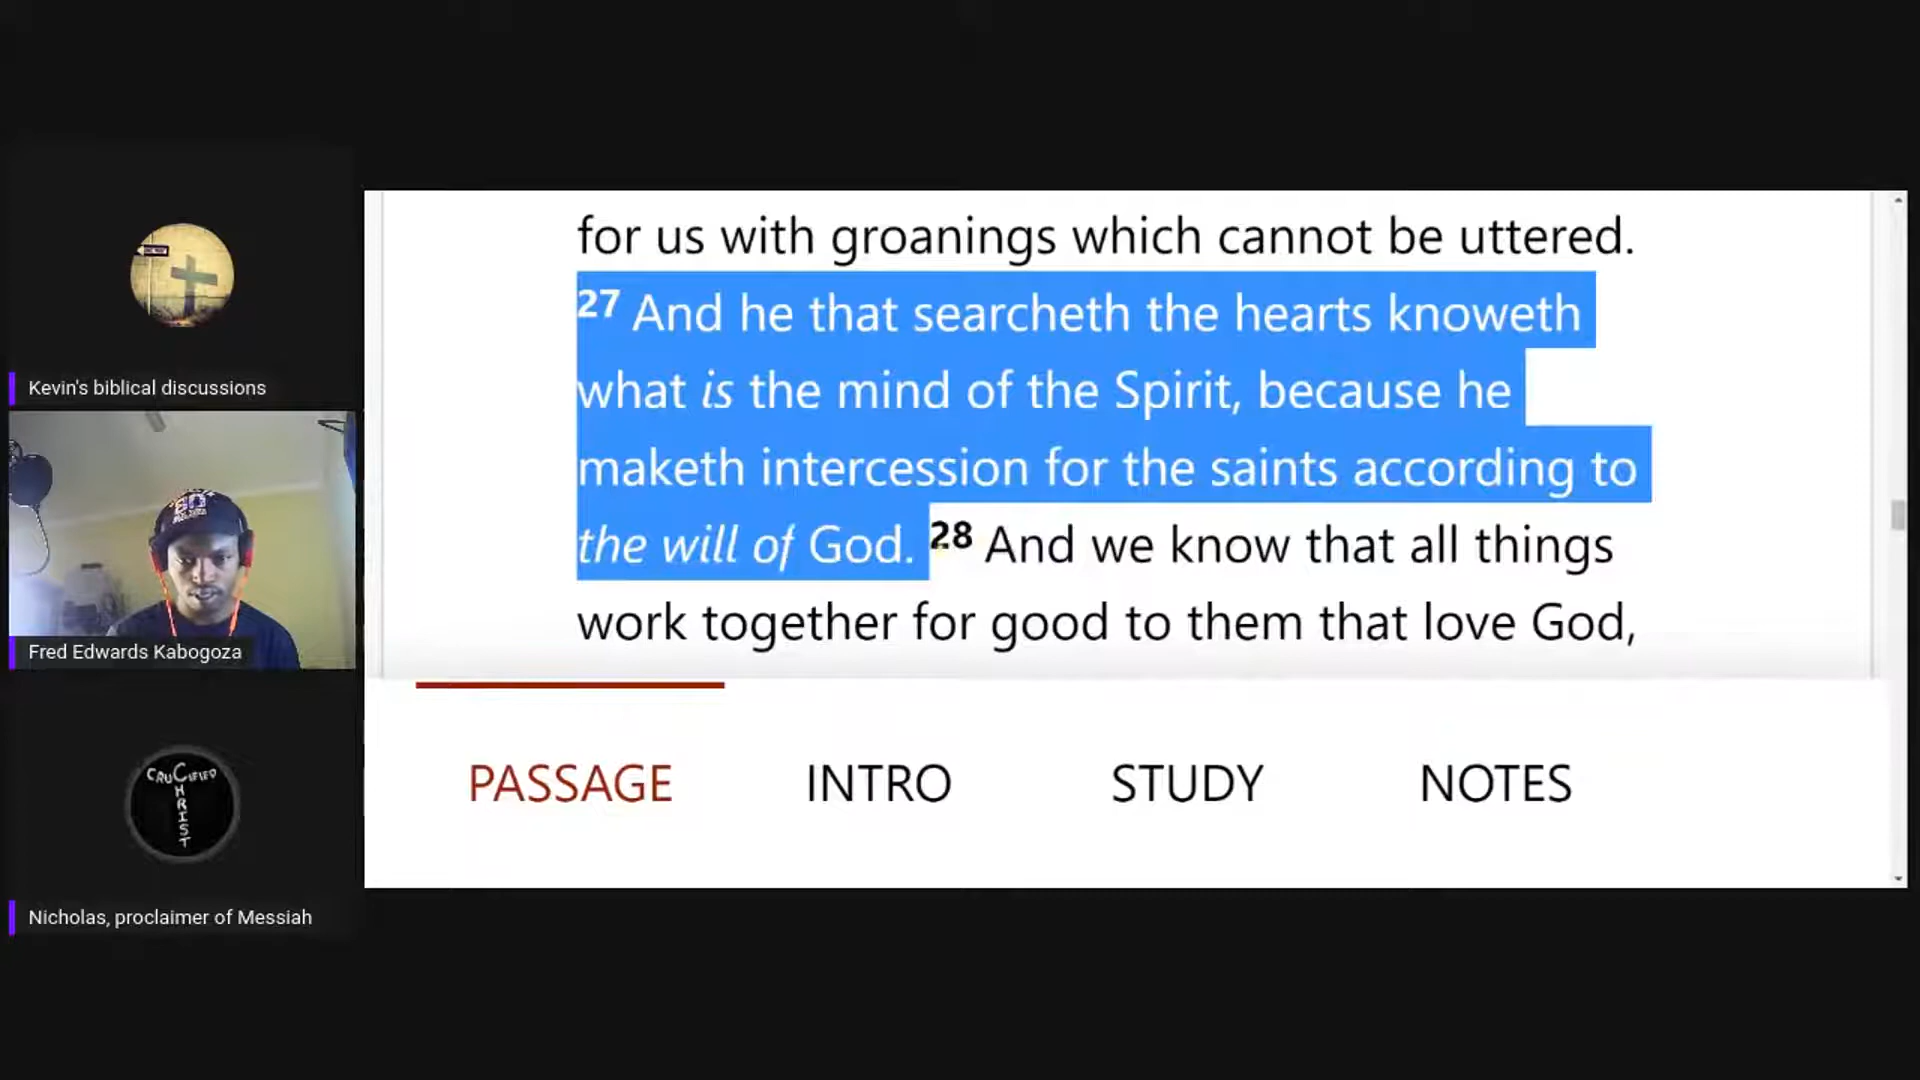 Kevin's biblical discussions
Fred Edwards Kabogoza
CRUCIFIED
CHRIST
Nicholas, proclaimer of Messiah
for us with groanings which cannot be uttered.
27 And he that searcheth the hearts knoweth
what is the mind of the Spirit, because he
maketh intercession for the saints according to
the will of God. 28 And we know that all things
work together for good to them that love God,
PASSAGE
INTRO
STUDY
NOTES